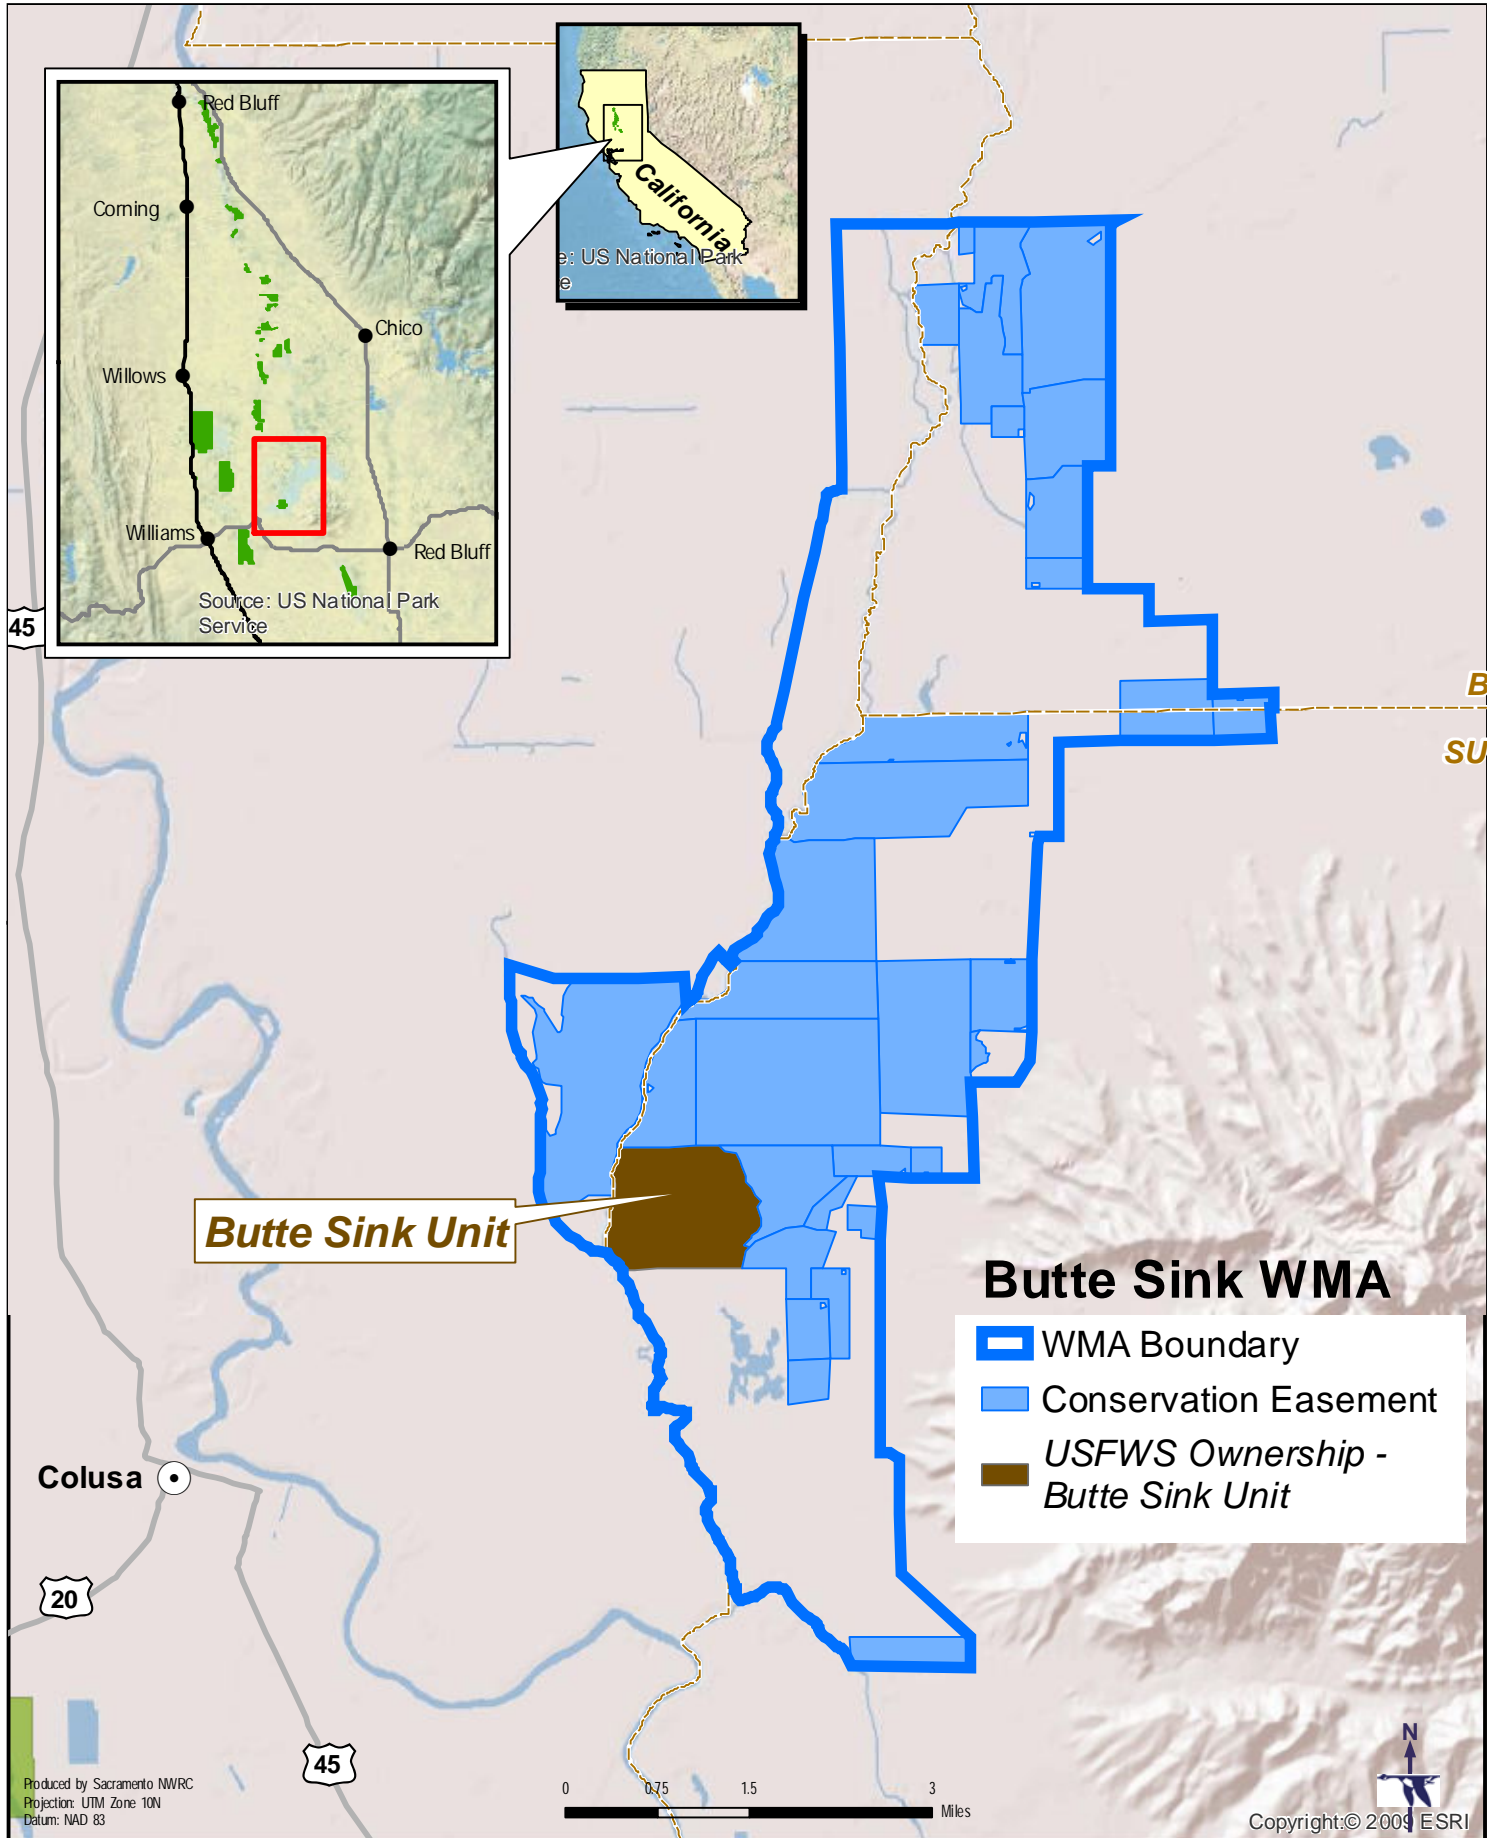 Red Bluff
Corning
Chico
Willows
Williams
Red Bluff
Source: US National Park
Service
California
e: US National Park
e
45
B
SU
Butte Sink Unit
Butte Sink WMA
WMA Boundary
Conservation Easement
USFWS Ownership -
Butte Sink Unit
Colusa
20
45
Produced by Sacramento NWRC
Projection: UTM Zone 10N
Datum: NAD 83
0 0.75 1.5 3
Miles
N
Copyright:© 2009 ESRI